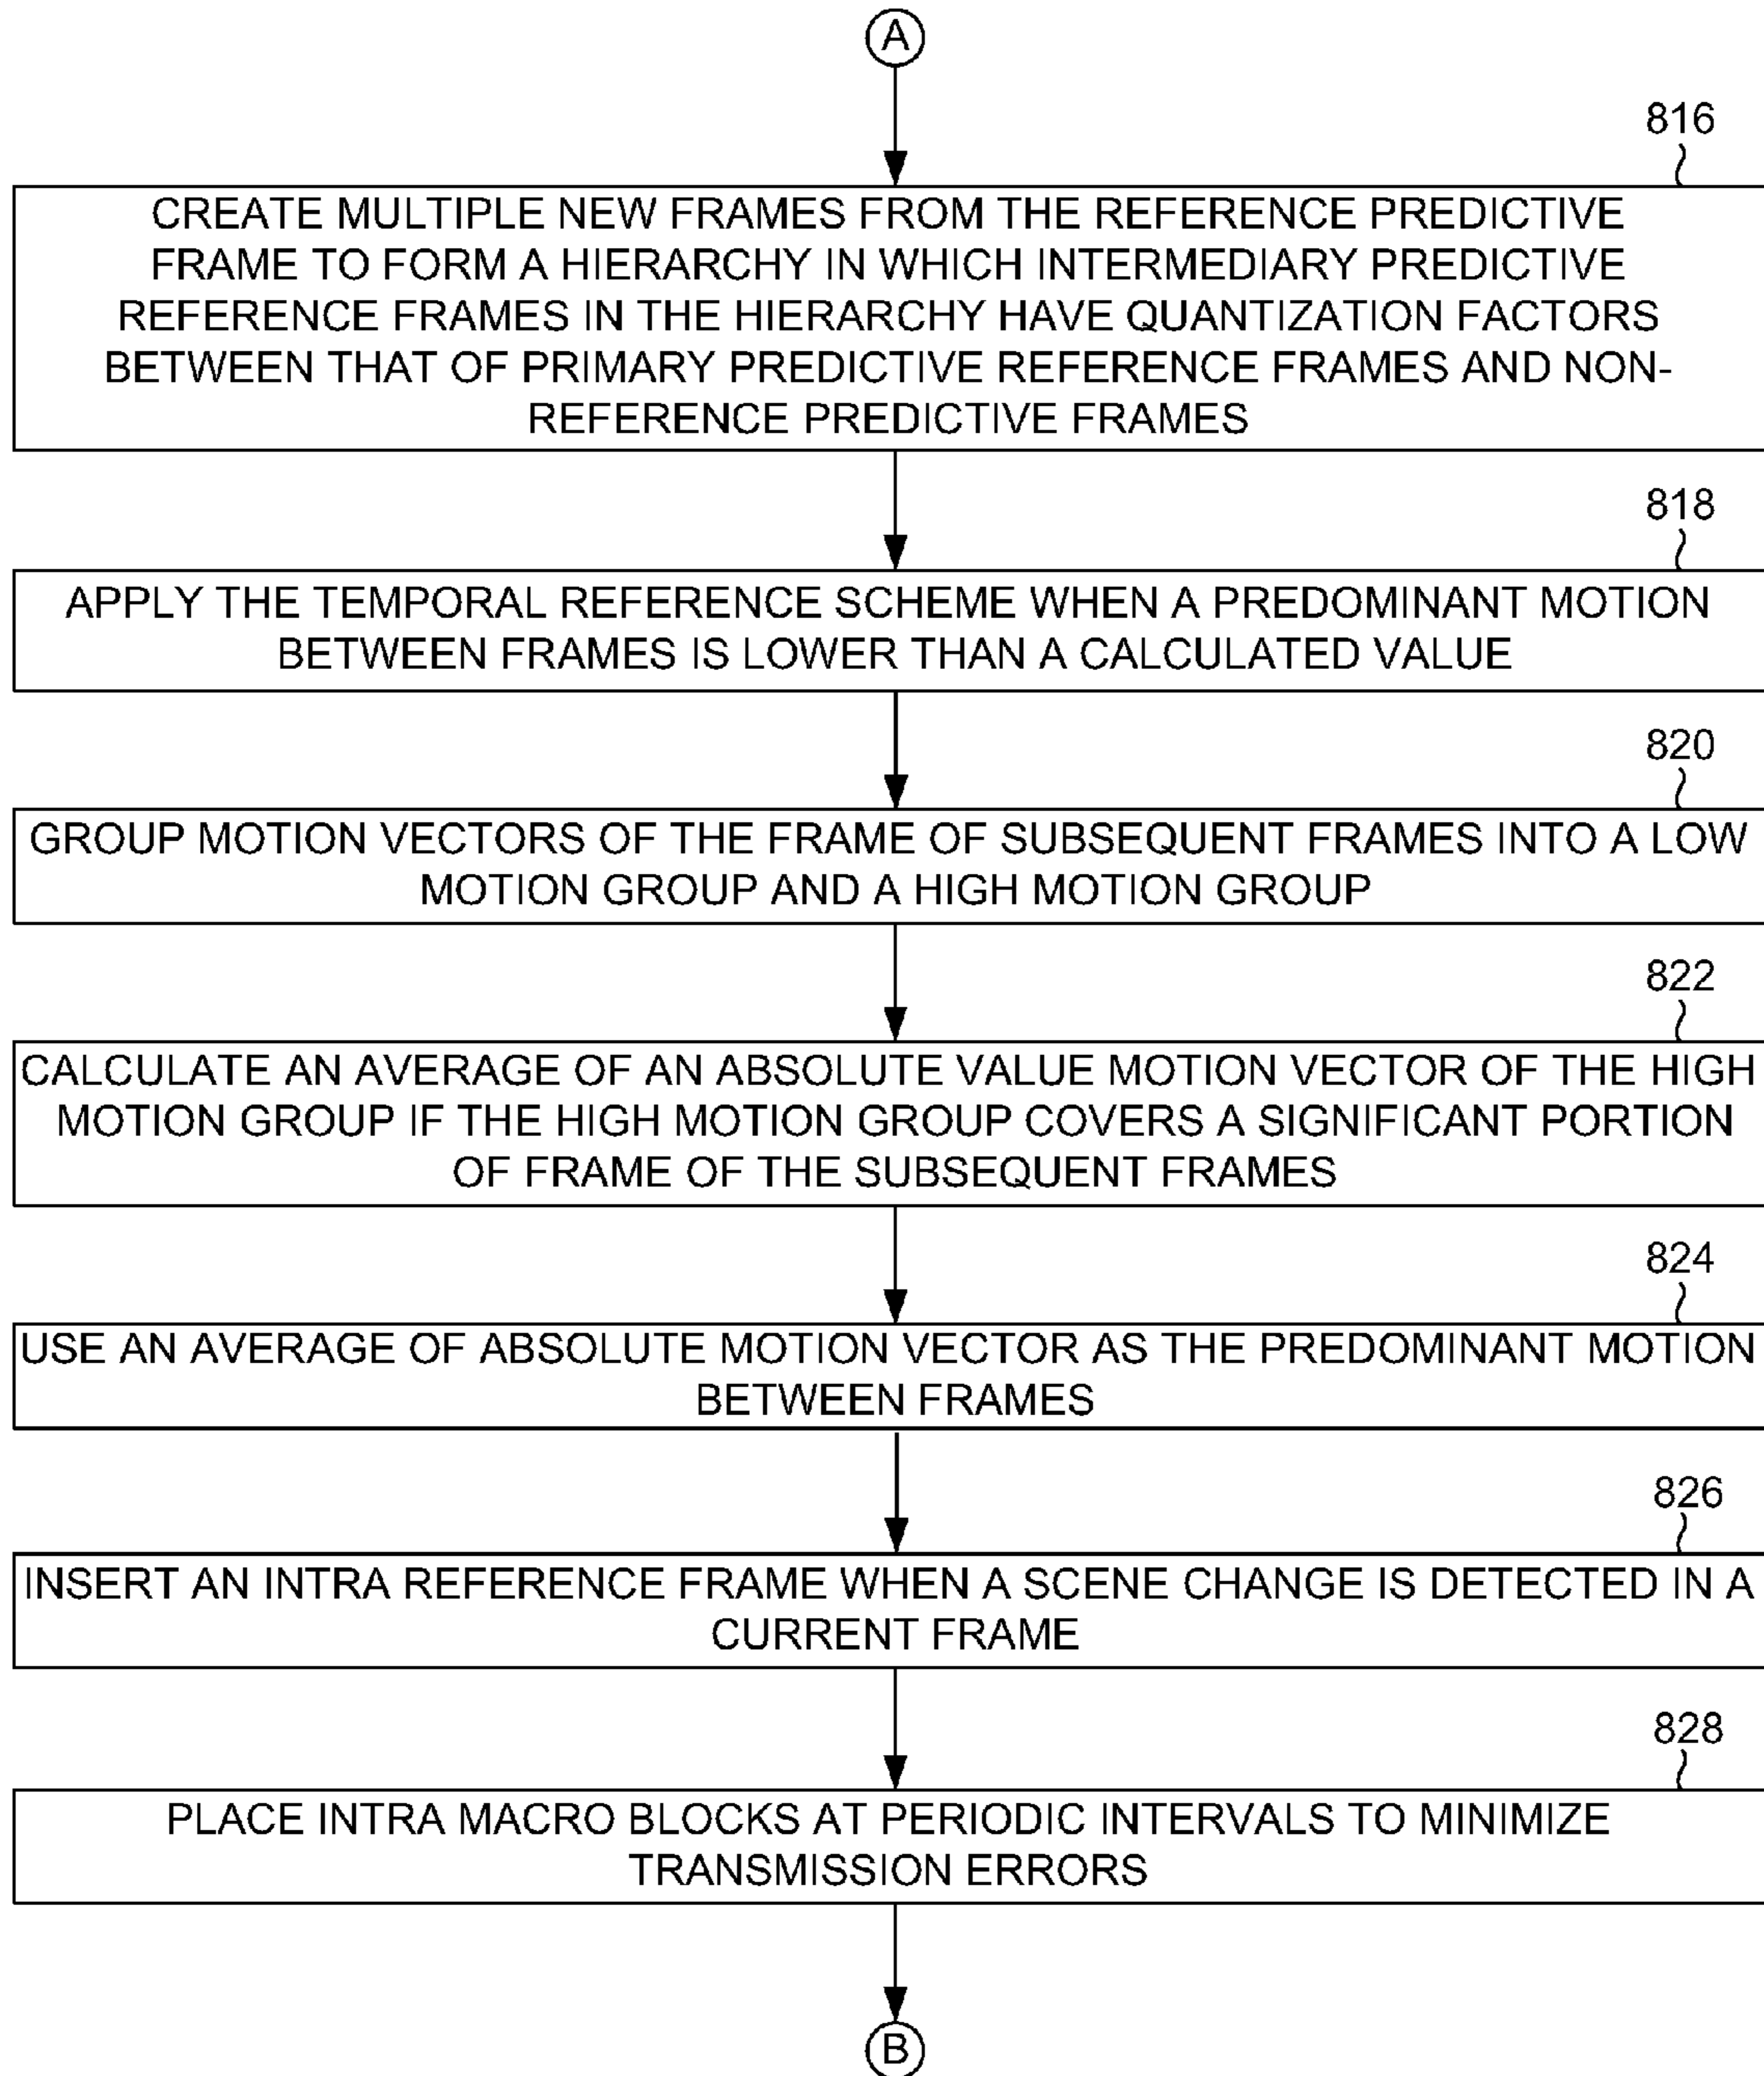 A
816
CREATE MULTIPLE NEW FRAMES FROM THE REFERENCE PREDICTIVE
FRAME TO FORM A HIERARCHY IN WHICH INTERMEDIARY PREDICTIVE
REFERENCE FRAMES IN THE HIERARCHY HAVE QUANTIZATION FACTORS
BETWEEN THAT OF PRIMARY PREDICTIVE REFERENCE FRAMES AND NON-
REFERENCE PREDICTIVE FRAMES
818
APPLY THE TEMPORAL REFERENCE SCHEME WHEN A PREDOMINANT MOTION
BETWEEN FRAMES IS LOWER THAN A CALCULATED VALUE
820
GROUP MOTION VECTORS OF THE FRAME OF SUBSEQUENT FRAMES INTO A LOW
MOTION GROUP AND A HIGH MOTION GROUP
822
CALCULATE AN AVERAGE OF AN ABSOLUTE VALUE MOTION VECTOR OF THE HIGH
MOTION GROUP IF THE HIGH MOTION GROUP COVERS A SIGNIFICANT PORTION
OF FRAME OF THE SUBSEQUENT FRAMES
824
USE AN AVERAGE OF ABSOLUTE MOTION VECTOR AS THE PREDOMINANT MOTION
BETWEEN FRAMES
826
INSERT AN INTRA REFERENCE FRAME WHEN A SCENE CHANGE IS DETECTED IN A
CURRENT FRAME
828
PLACE INTRA MACRO BLOCKS AT PERIODIC INTERVALS TO MINIMIZE
TRANSMISSION ERRORS
B